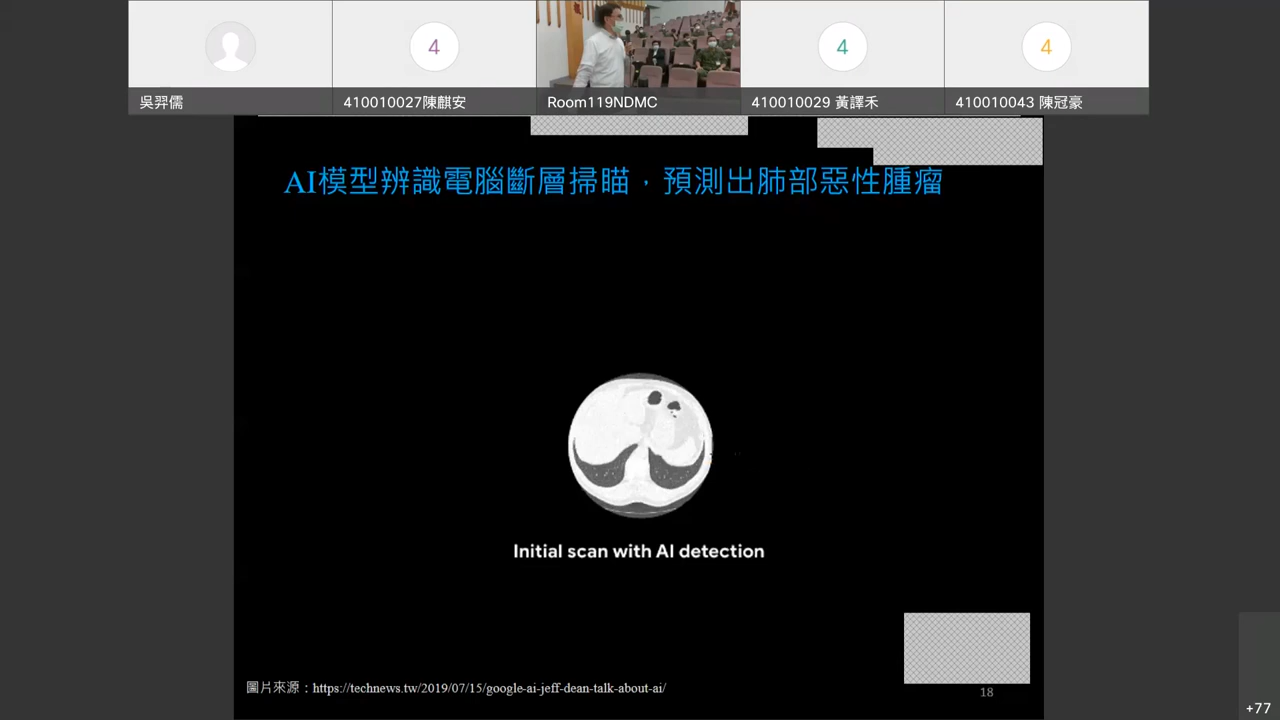 4
4
4
吳羿儒
410010027陳麒安
Room119NDMC
410010029 黃譯禾
410010043 陳冠豪
AI模型辨識電腦斷層掃瞄，預測出肺部惡性腫瘤
Initial scan with AI detection
圖片來源：https://technews.tw/2019/07/15/google-ai-jeff-dean-talk-about-ai/
18
+77